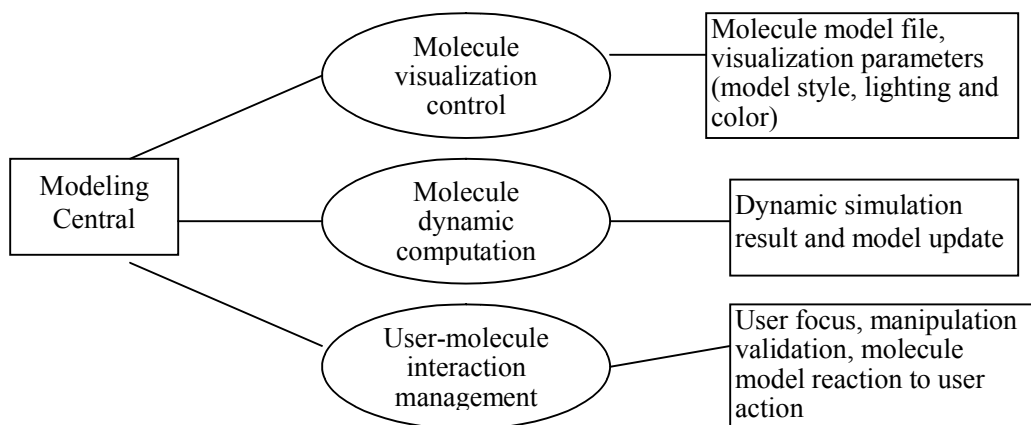 Modeling
Central
Molecule
visualization
control
Molecule model file,
visualization parameters
(model style, lighting and
color)
Molecule
dynamic
computation
Dynamic simulation
result and model update
User-molecule
interaction
management
User focus, manipulation
validation, molecule
model reaction to user
action